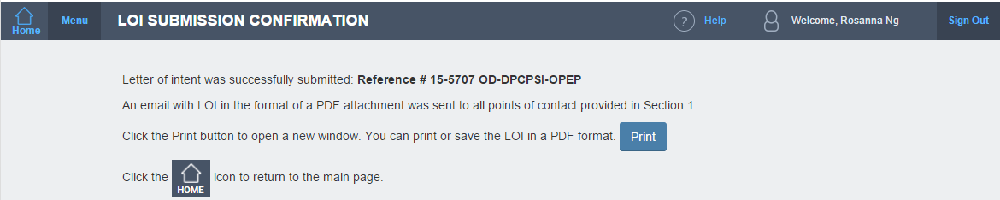 Home Menu LOI SUBMISSION CONFIRMATION ? Help Welcome, Rosanna Ng Sign Out
Letter of intent was successfully submitted: Reference # 15-5707 OD-DPCPSI-OPEP
An email with LOI in the format of a PDF attachment was sent to all points of contact provided in Section 1.
Click the Print button to open a new window. You can print or save the LOI in a PDF format. Print
Click the HOME icon to return to the main page.